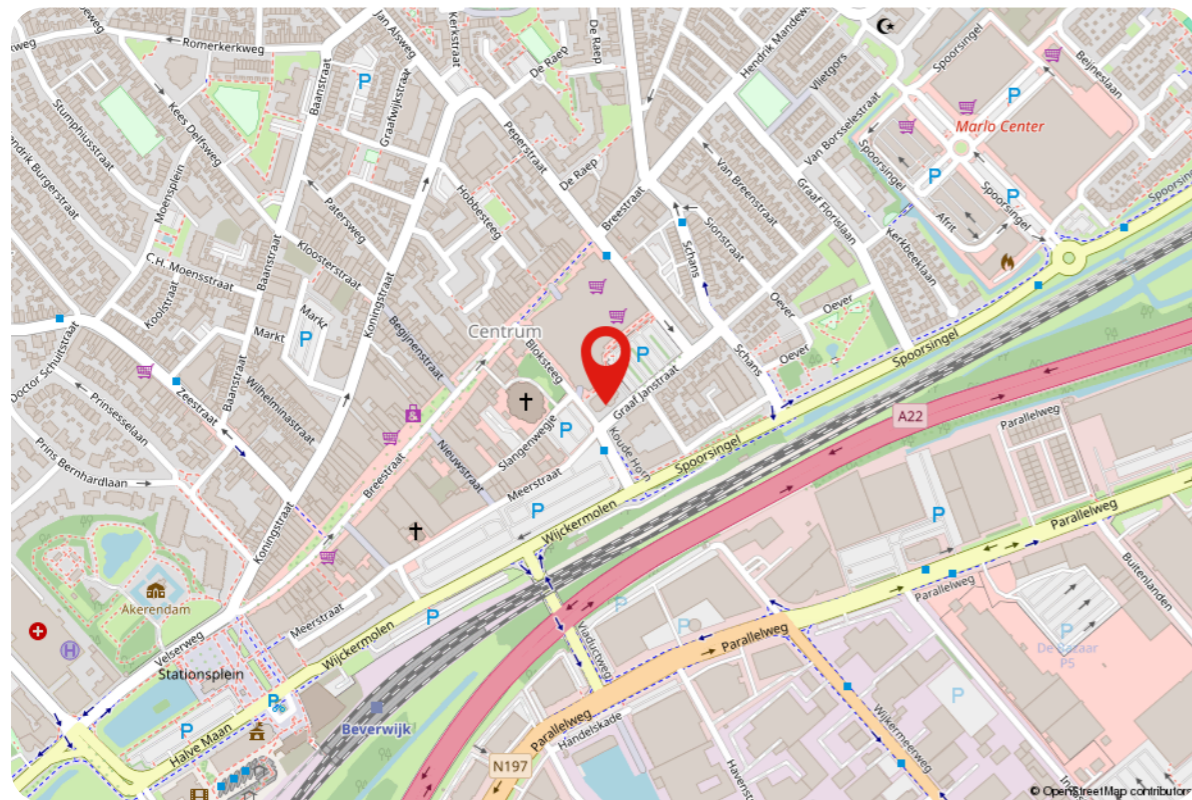 Romerkerkweg
Jan Alsweg
Kerkstraat
De Raep
De Raep
Hendrik Mandew
Spoorsingel
Beijneslaan
Vlietgors
Baanstraat
Graafwijkstraat
P
P
Stumphiusstraat
Kees Delfsweg
Peperstraat
Van Borsselestraat
Marlo Center
ndrik Burgerstraat
Moensplein
De Raep
Van Breenstraat
Graaf Florislaan
Spoorsingel
P
Spoorsingel
P
Spoorsin
Patersweg
Hobbesteeg
Breestraat
Sionstraat
Afrit
Kloosterstraat
Baanstraat
Schans
Kerkbeeklaan
C.H. Moensstraat
Koolstraat
Markt
Markt
P
Koningstraat
Begijnenstraat
Centrum
Oever
Oever
Oever
Doctor Schuitstraat
Bloksteeg
P
Schans
Spoorsingel
Baanstraat
Wilhelminastraat
Graaf Janstraat
Zeestraat
Prinsesselaan
A22
Parallelweg
Slangenwegje
P
Koude Horn
Prins Bernhardlaan
Breestraat
Nieuwstraat
Spoorsingel
Meerstraat
P
Wijckermolen
P
Parallelweg
Koningstraat
Buitenlanden
Akerendam
Parallelweg
Meerstraat
P
P
P
Velserweg
H
Wijckermolen
Viaductweg
Parallelweg
P
De Bazaar
P5
Stationsplein
P
P
P
Halve Maan
Beverwijk
Parallelweg
Handelskade
Wijkermeerweg
N197
Havenst
In
© OpenStreetMap contributors